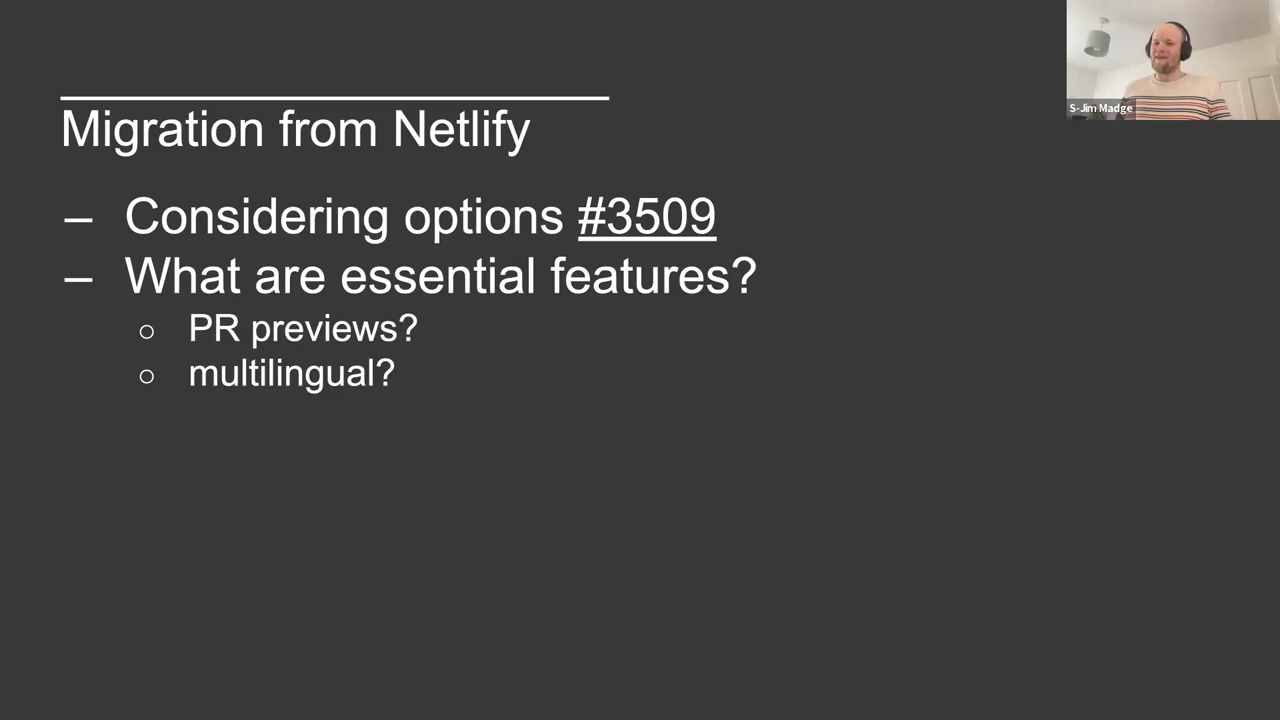 Migration from Netlify
– Considering options #3509
– What are essential features?
○ PR previews?
○ multilingual?
S-Jim Madge